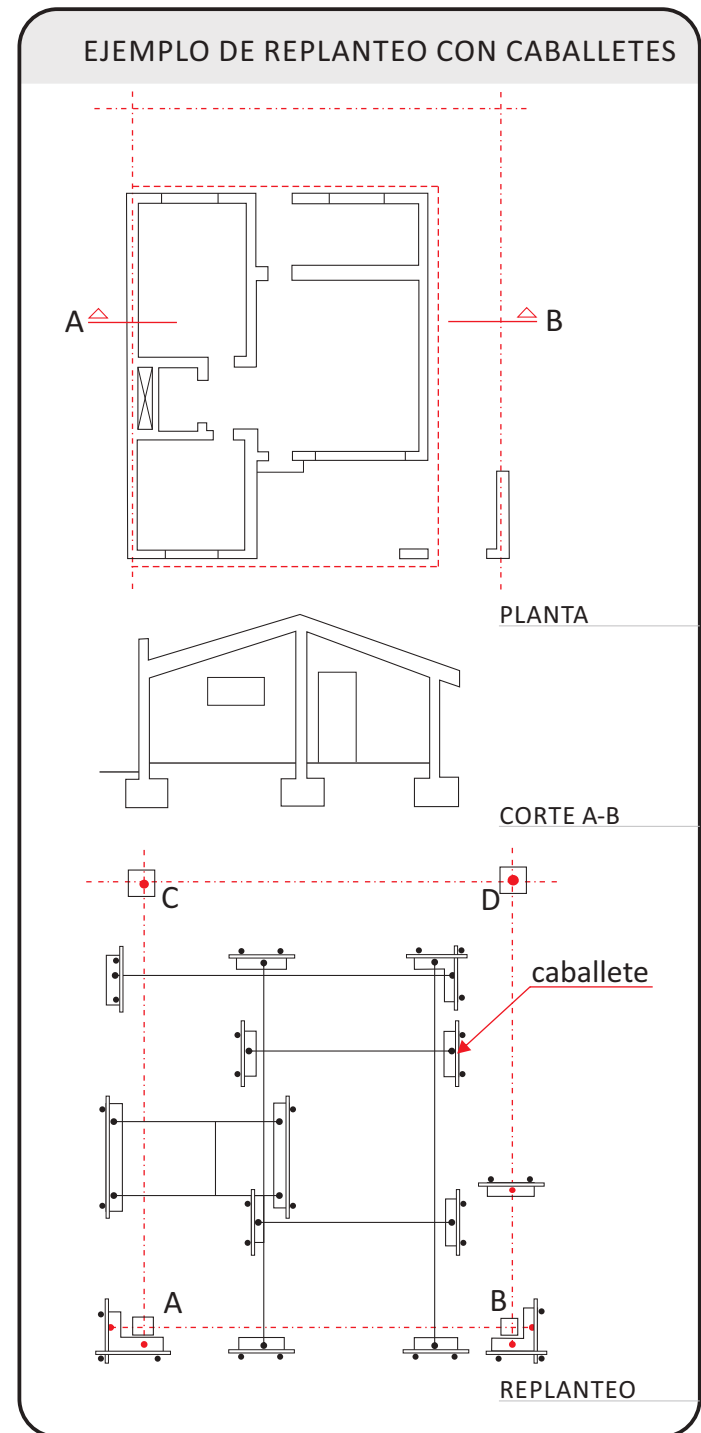 EJEMPLO DE REPLANTEO CON CABALLETES
A
B
PLANTA
CORTE A-B
C
D
caballete
A
B
REPLANTEO